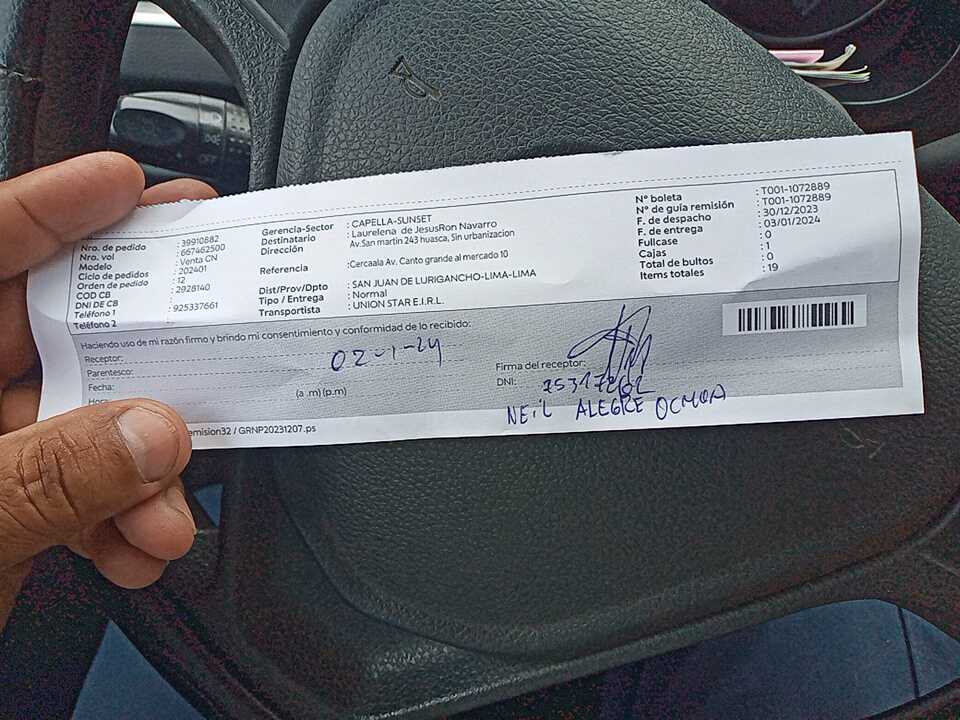 Nro. de pedido : 39910882
Nro. vol : 667462500
Modelo : Venta CN
Ciclo de pedidos : 202401
Orden de pedido : 12
COD CB : 2928140
DNI DE CB :
Teléfono 1 : 925337661
Teléfono 2 :
Gerencia-Sector : CAPELLA-SUNSET
Destinatario : Laurelena de JesusRon Navarro
Dirección Av.San martin 243 huasca, Sin urbanizacion
Referencia :Cercaala Av. Canto grande al mercado 10
Dist/Prov/Dpto : SAN JUAN DE LURIGANCHO-LIMA-LIMA
Tipo / Entrega : Normal
Transportista : UNION STAR E.I.R.L.
N° boleta : T001-1072889
N° de guía remisión : T001-1072889
F. de despacho : 30/12/2023
F. de entrega : 03/01/2024
Fullcase : 0
Cajas : 1
Total de bultos : 0
Items totales : 19
Haciendo uso de mi razón firmo y brindo mi consentimiento y conformidad de lo recibido:
Receptor:
Parentesco:
Fecha: 02-1-24
Hora: (a .m) (p.m)
Firma del receptor:
DNI: 75317262
NEIL ALEGRE OCHOA
emision32 / GRNP20231207.ps
OFF